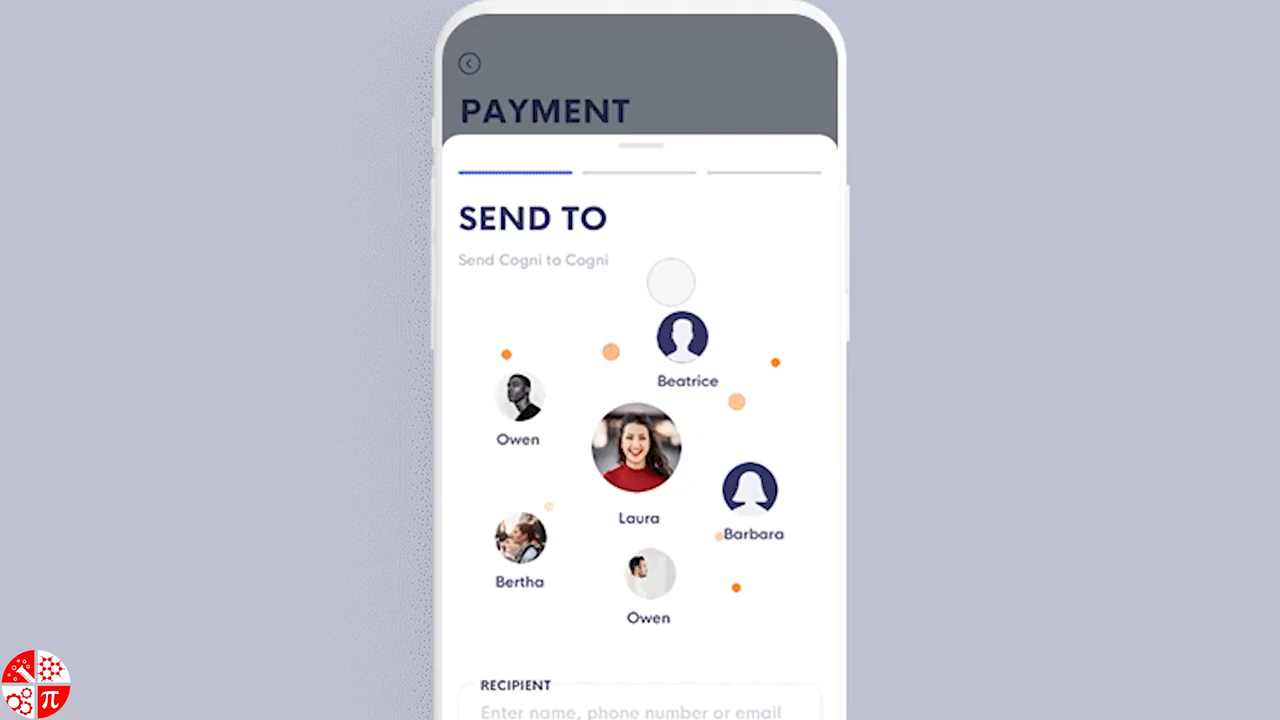 PAYMENT
SEND TO
Send Cogni to Cogni
Beatrice
Owen
Laura
Barbara
Bertha
Owen
RECIPIENT
Enter name, phone number or email
π